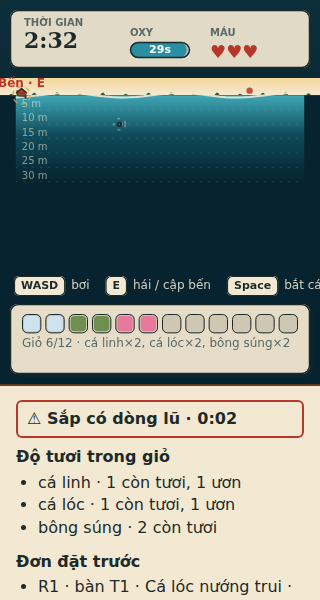 THỜI GIAN
2:32
OXY
29s
MÁU
Bến · E
5 m
10 m
15 m
20 m
25 m
30 m
WASD bơi E hái / cập bến Space bắt cá
Giỏ 6/12 · cá linh×2, cá lóc×2, bông súng×2
⚠ Sắp có dòng lũ · 0:02
Độ tươi trong giỏ
• cá linh · 1 còn tươi, 1 ươn
• cá lóc · 1 còn tươi, 1 ươn
• bông súng · 2 còn tươi
Đơn đặt trước
• R1 · bàn T1 · Cá lóc nướng trui ·